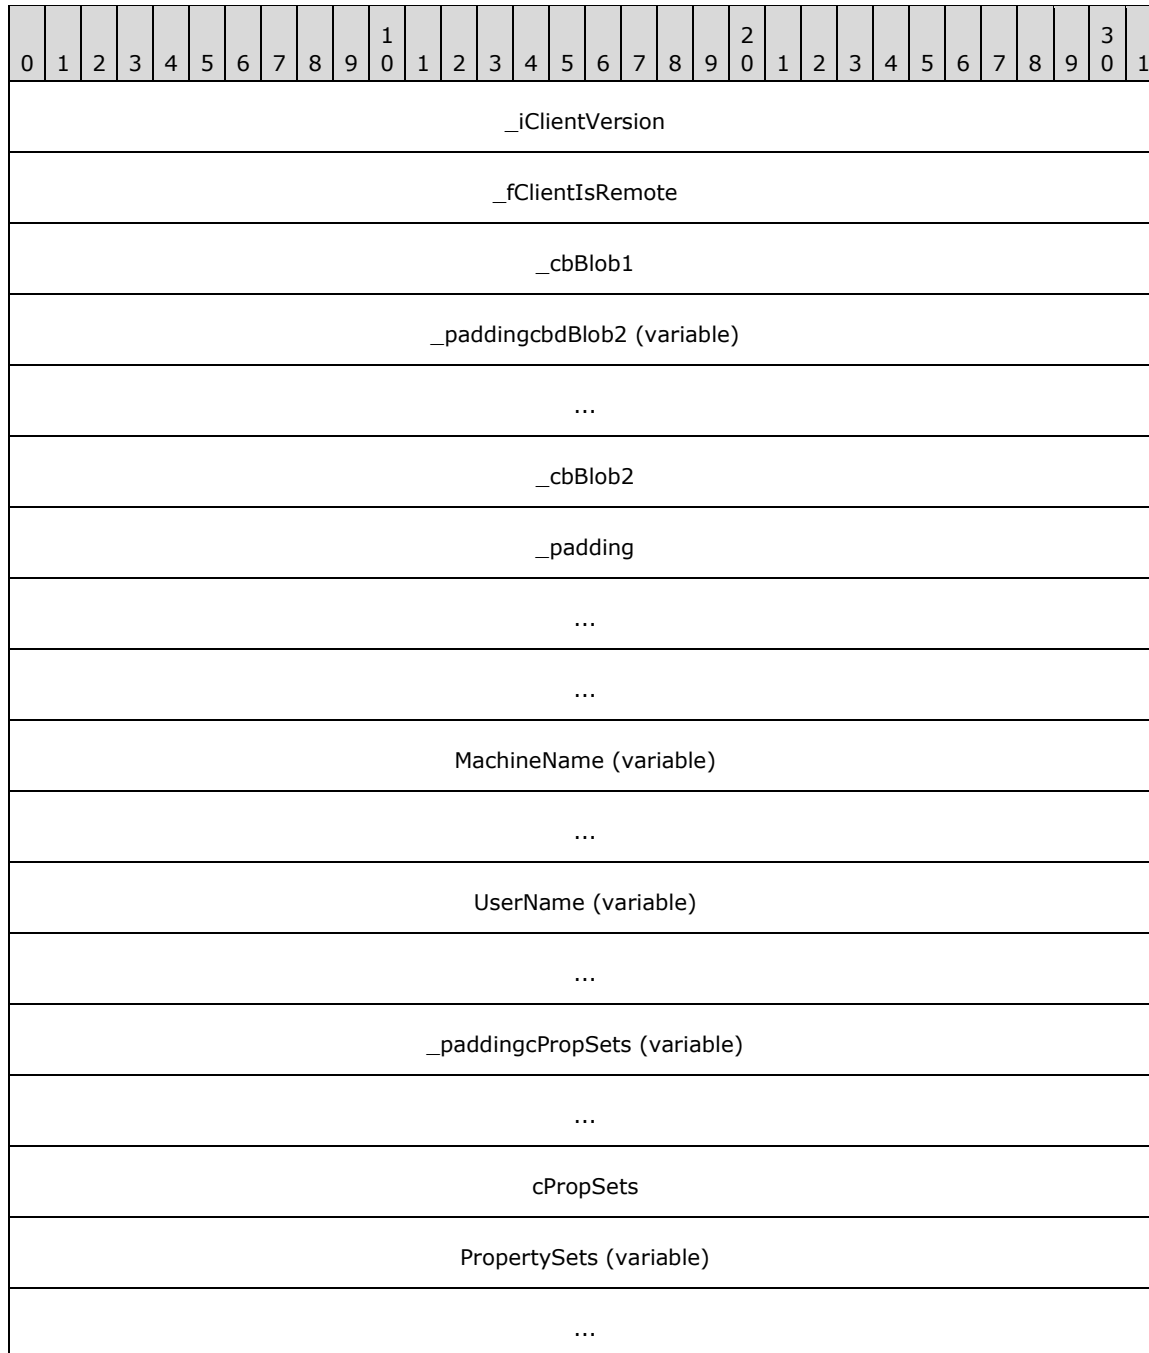 1 2 3
0 1 2 3 4 5 6 7 8 9 0 1 2 3 4 5 6 7 8 9 0 1 2 3 4 5 6 7 8 9 0 1
_iClientVersion
_fClientIsRemote
_cbBlob1
_paddingcbdBlob2 (variable)
...
_cbBlob2
_padding
...
...
MachineName (variable)
...
UserName (variable)
...
_paddingcPropSets (variable)
...
cPropSets
PropertySets (variable)
...